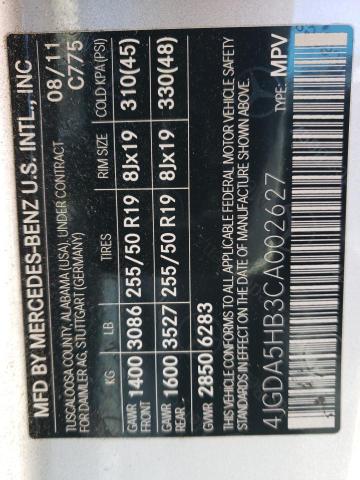 MFD BY MERCEDES-BENZ U.S. INTL., INC. 08/11
TUSCALOOSA COUNTY, ALABAMA (USA), UNDER CONTRACT C775
FOR DAIMLER AG, STUTTGART (GERMANY)
KG LB TIRES RIM SIZE COLD KPA (PSI)
GAWR FRONT 1400 3086 255/50 R19 8Jx19 310(45)
GAWR REAR 1600 3527 255/50 R19 8Jx19 330(48)
GVWR 2850 6283
THIS VEHICLE CONFORMS TO ALL APPLICABLE FEDERAL MOTOR VEHICLE SAFETY
STANDARDS IN EFFECT ON THE DATE OF MANUFACTURE SHOWN ABOVE.
4JGDA5HB3CA002627 TYPE: MPV